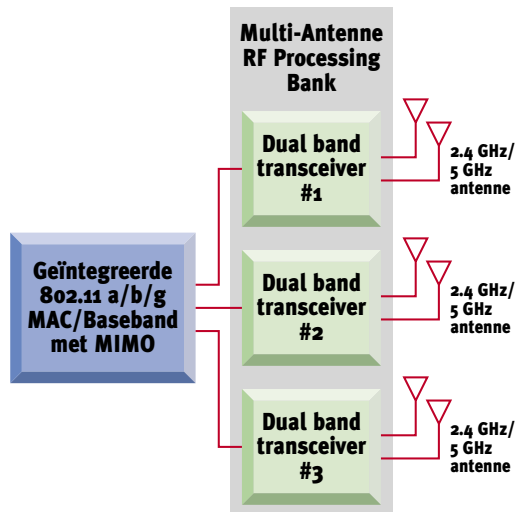 Multi-Antenne
RF Processing
Bank
Dual band
transceiver
#1
2.4 GHz/
5 GHz
antenne
Geïntegreerde
802.11 a/b/g
MAC/Baseband
met MIMO
Dual band
transceiver
#2
2.4 GHz/
5 GHz
antenne
Dual band
transceiver
#3
2.4 GHz/
5 GHz
antenne